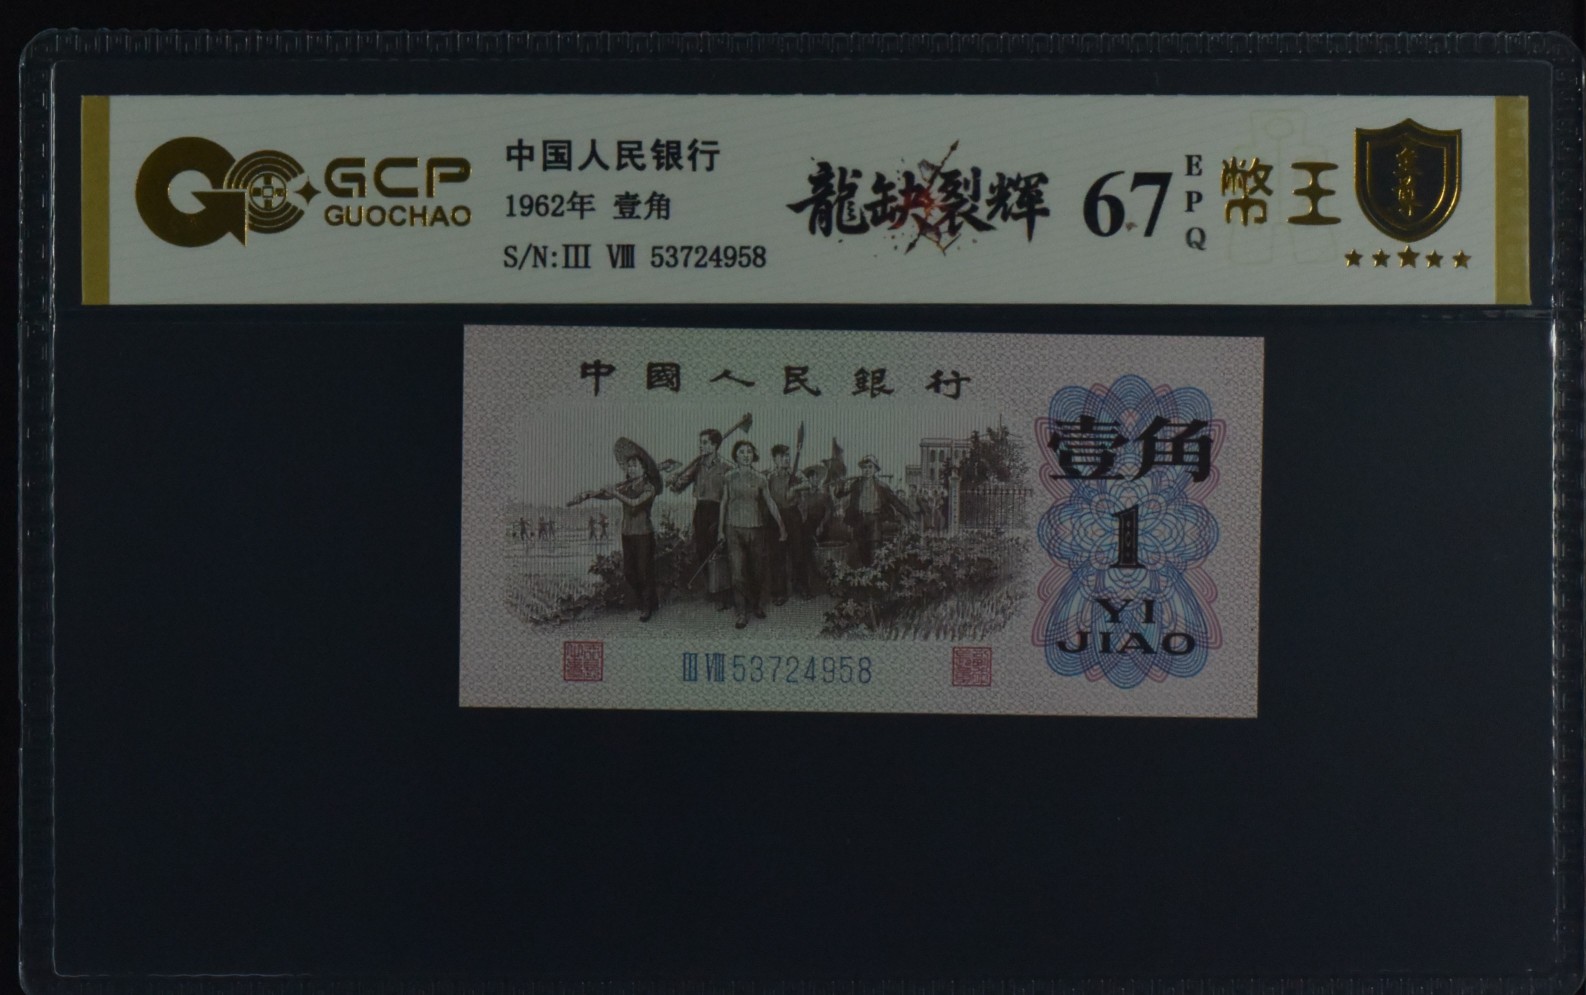 GCP
GUOCHAO
中国人民银行
1962年 壹角
S/N:III VIII 53724958
龍缺裂輝
67
EPQ
幣王
中國人民銀行
壹角
1
YI
JIAO
III VIII 53724958